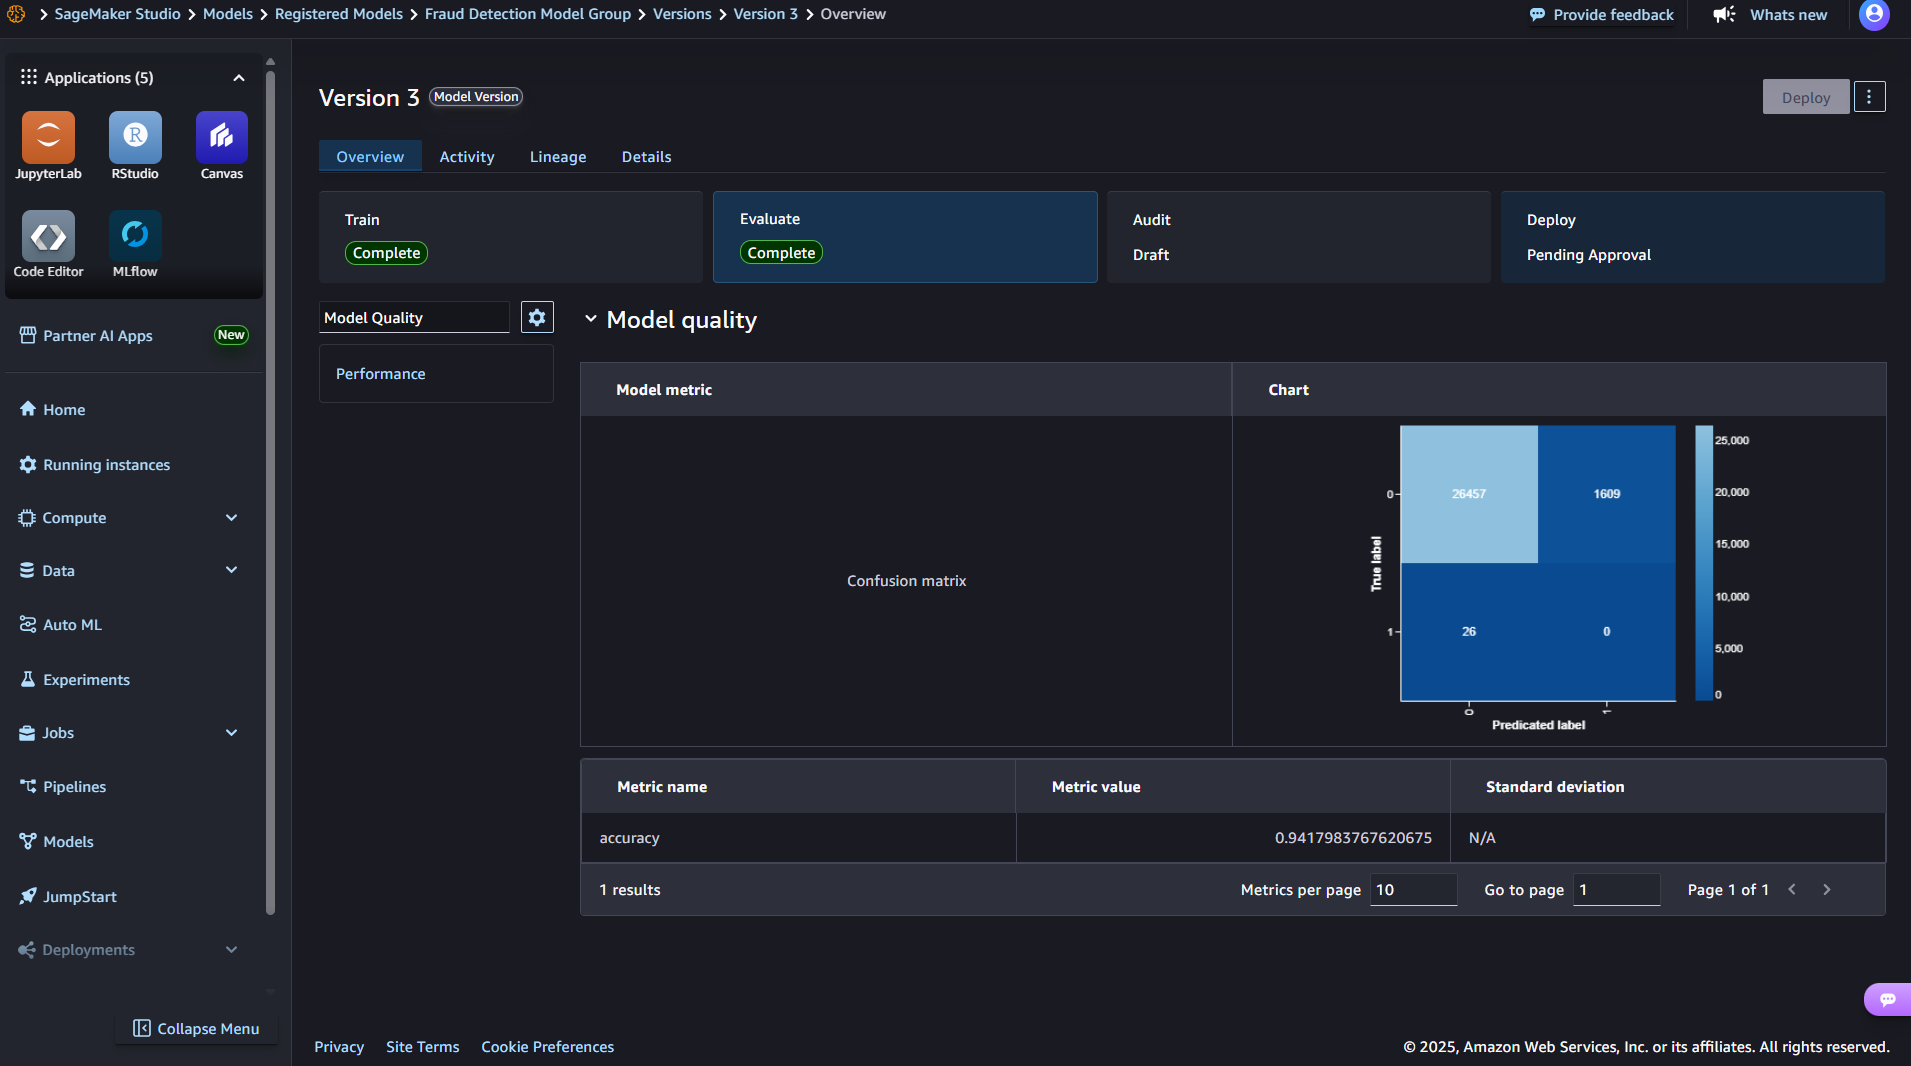 SageMaker Studio > Models > Registered Models > Fraud Detection Model Group > Versions > Version 3 > Overview
Provide feedback
Whats new
Applications (5)
JupyterLab
RStudio
Canvas
Code Editor
MLflow
Partner AI Apps
New
Home
Running instances
Compute
Data
Auto ML
Experiments
Jobs
Pipelines
Models
JumpStart
Deployments
Collapse Menu
Version 3
Model Version
Deploy
Overview
Activity
Lineage
Details
Train
Complete
Evaluate
Complete
Audit
Draft
Deploy
Pending Approval
Model Quality
Performance
Model quality
Model metric
Chart
Confusion matrix
True label
0
1
26457
1609
26
0
0
1
Predicated label
25,000
20,000
15,000
10,000
5,000
0
Metric name
Metric value
Standard deviation
accuracy
0.9417983767620675
N/A
1 results
Metrics per page
10
Go to page
1
Page 1 of 1
Privacy
Site Terms
Cookie Preferences
© 2025, Amazon Web Services, Inc. or its affiliates. All rights reserved.